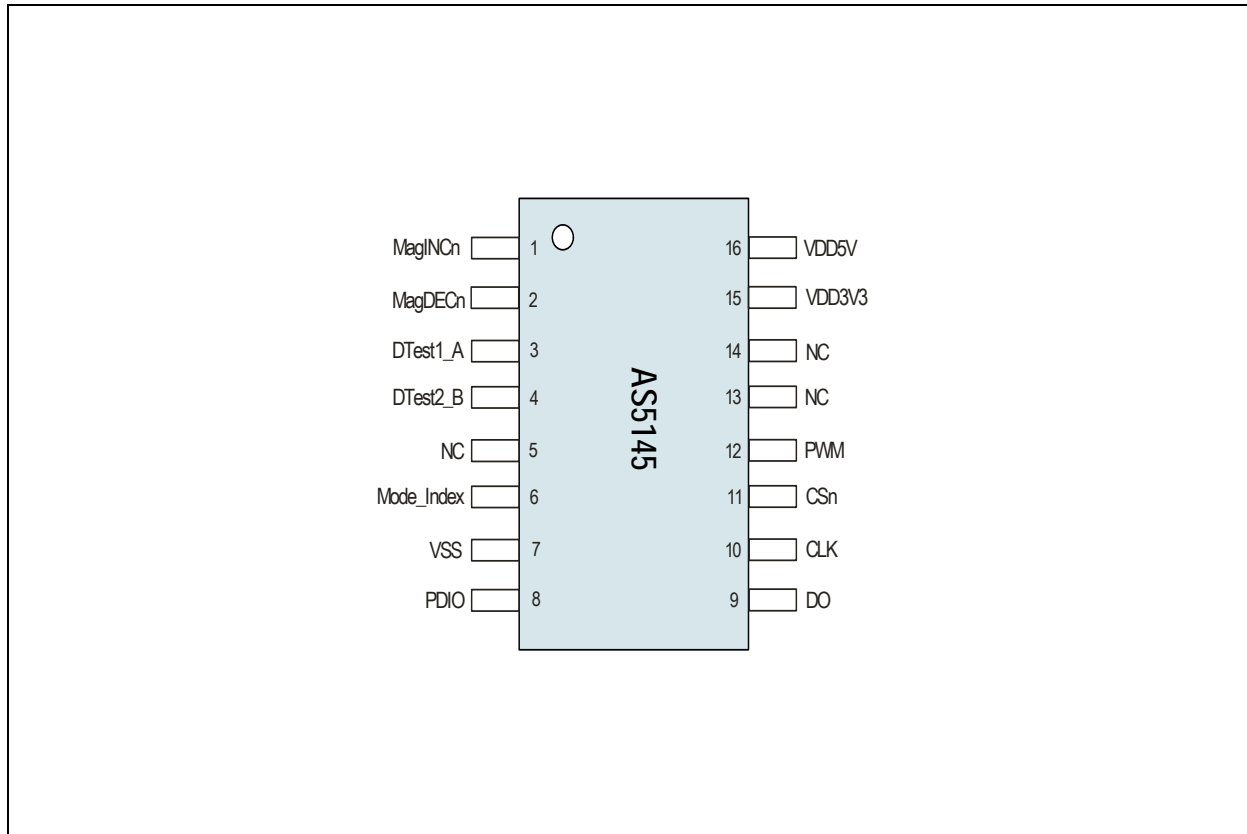 MagINCn 1
MagDECn 2
DTest1_A 3
DTest2_B 4
NC 5
Mode_Index 6
VSS 7
PDIO 8
AS5145
16 VDD5V
15 VDD3V3
14 NC
13 NC
12 PWM
11 CSn
10 CLK
9 DO